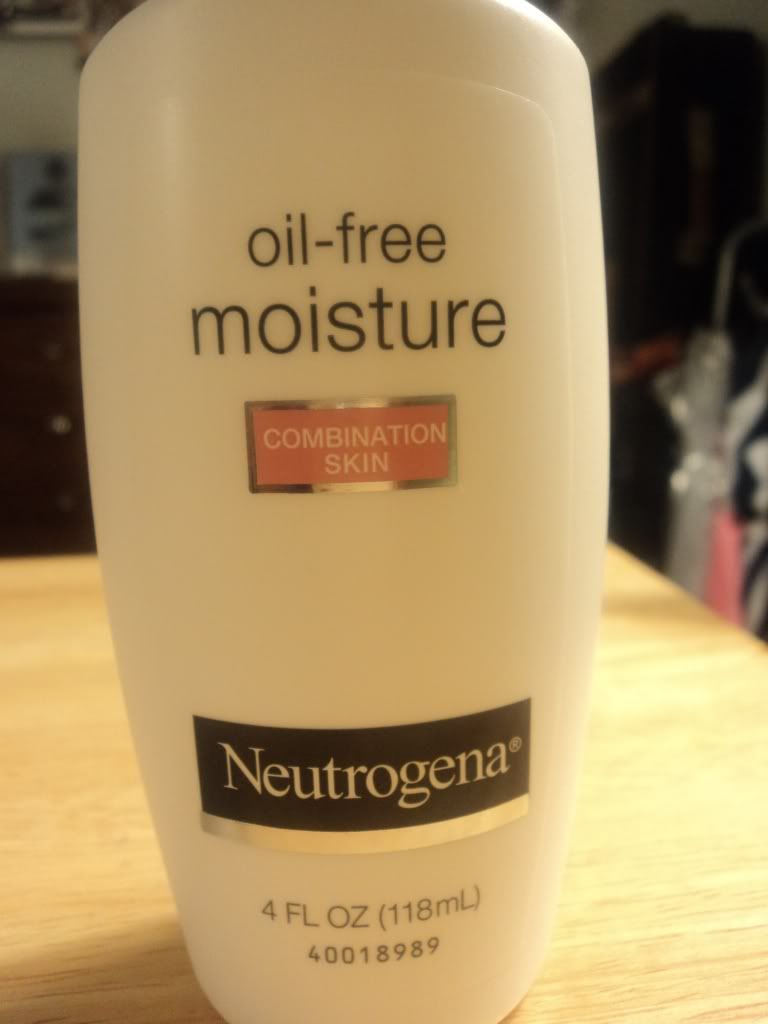 oil-free
moisture
COMBINATION
SKIN
Neutrogena®
4 FL OZ (118mL)
40018989